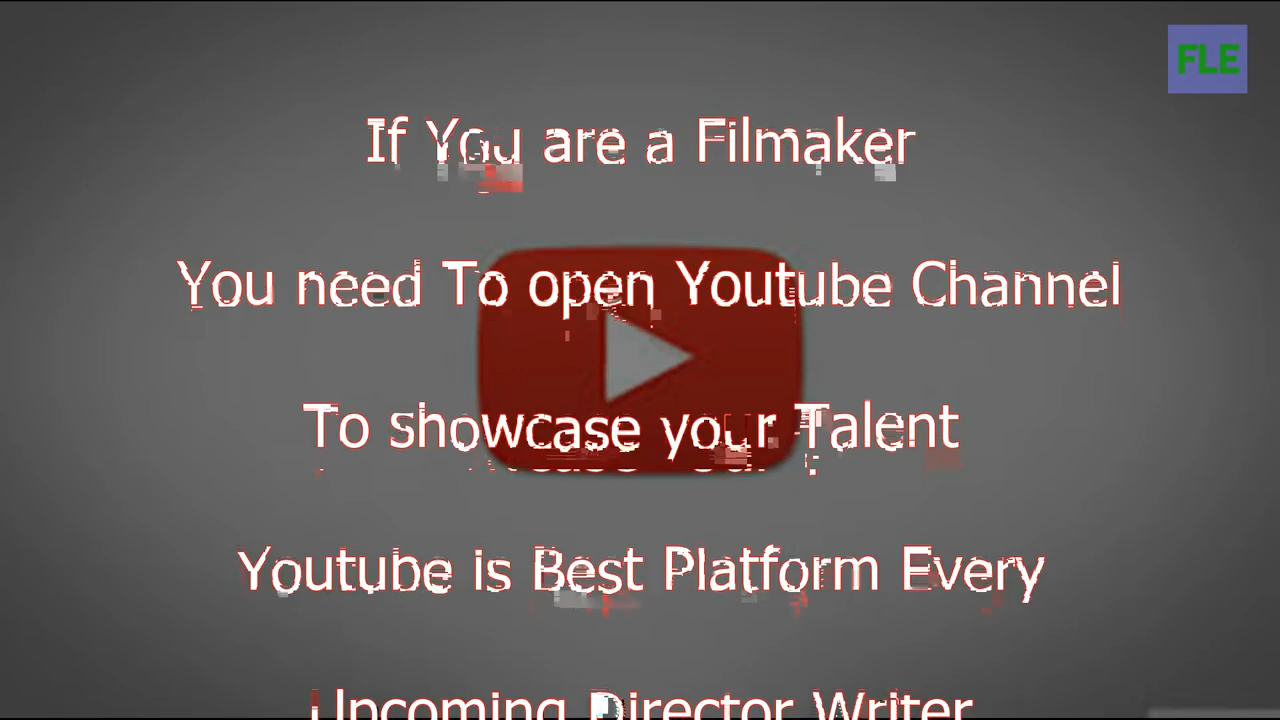 FLE
If You are a Filmaker
You need To open Youtube Channel
To showcase your Talent
Youtube is Best Platform Every
Upcoming Director Writer